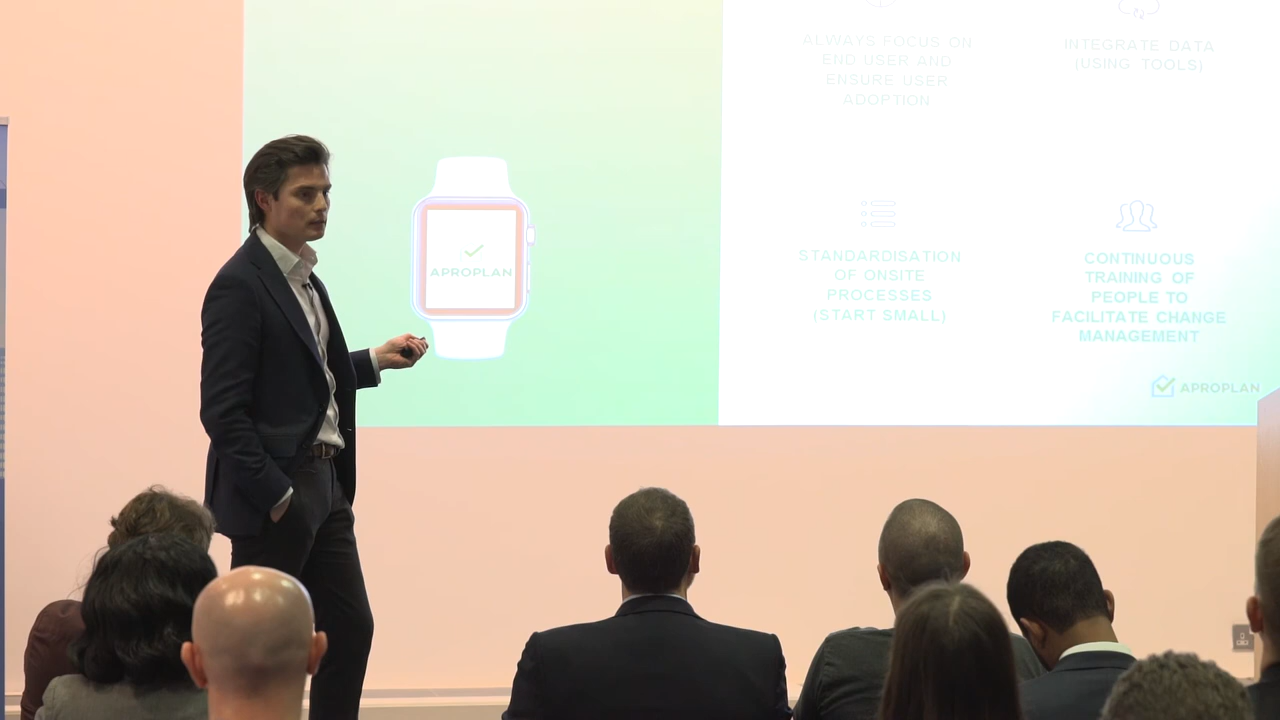 ALWAYS FOCUS ON
END USER AND
ENSURE USER
ADOPTION
INTEGRATE DATA
(USING TOOLS)
APROPLAN
STANDARDISATION
OF ONSITE
PROCESSES
(START SMALL)
CONTINUOUS
TRAINING OF
PEOPLE TO
FACILITATE CHANGE
MANAGEMENT
APROPLAN